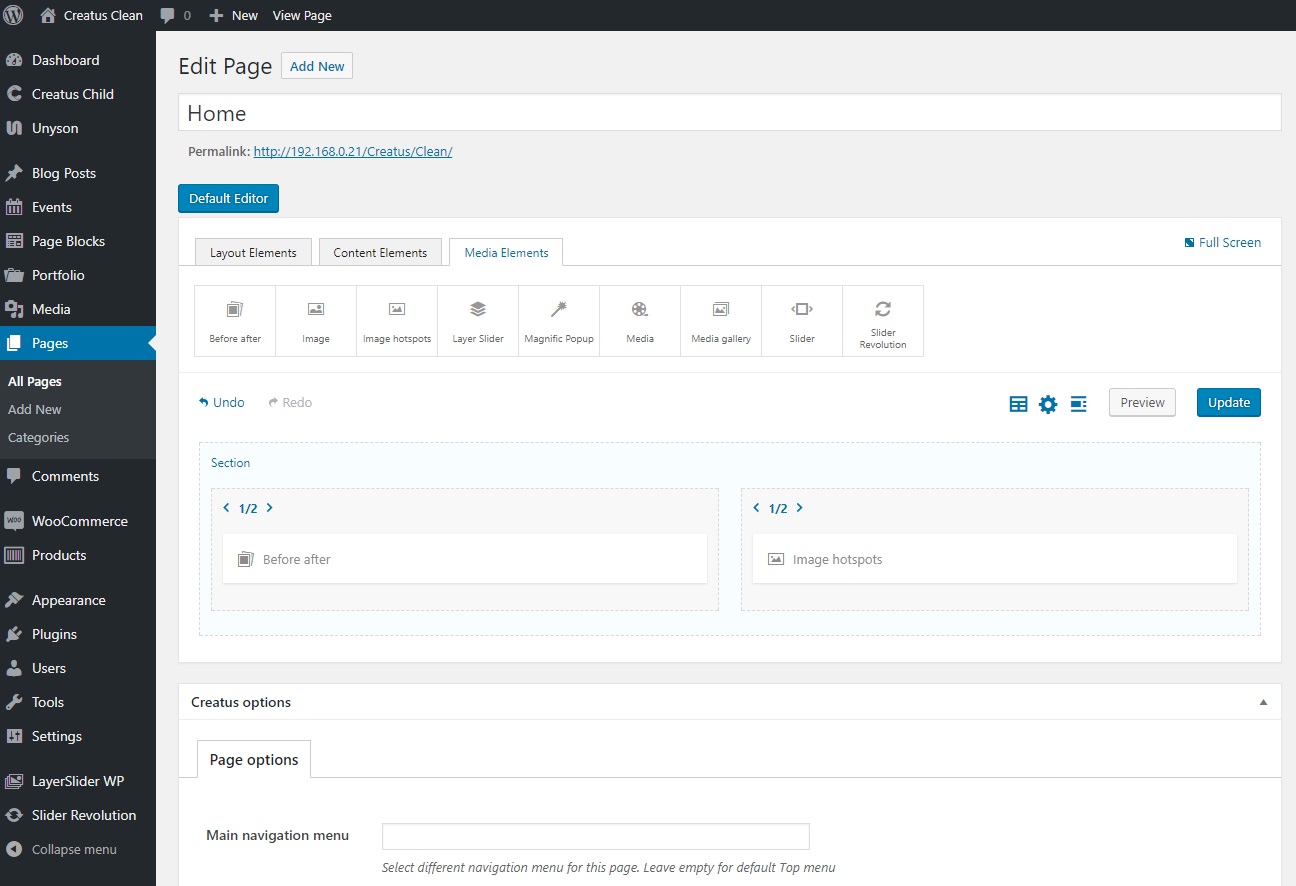 Creatus Clean 0 New View Page
Dashboard
Creatus Child
Unyson
Blog Posts
Events
Page Blocks
Portfolio
Media
Pages
All Pages
Add New
Categories
Comments
WooCommerce
Products
Appearance
Plugins
Users
Tools
Settings
LayerSlider WP
Slider Revolution
Collapse menu
Edit Page Add New
Home
Permalink: http://192.168.0.21/Creatus/Clean/
Default Editor
Layout Elements Content Elements Media Elements Full Screen
Before after Image Image hotspots Layer Slider Magnific Popup Media Media gallery Slider Slider
Revolution
Undo Redo Preview Update
Section
1/2 1/2
Before after Image hotspots
Creatus options
Page options
Main navigation menu
Select different navigation menu for this page. Leave empty for default Top menu